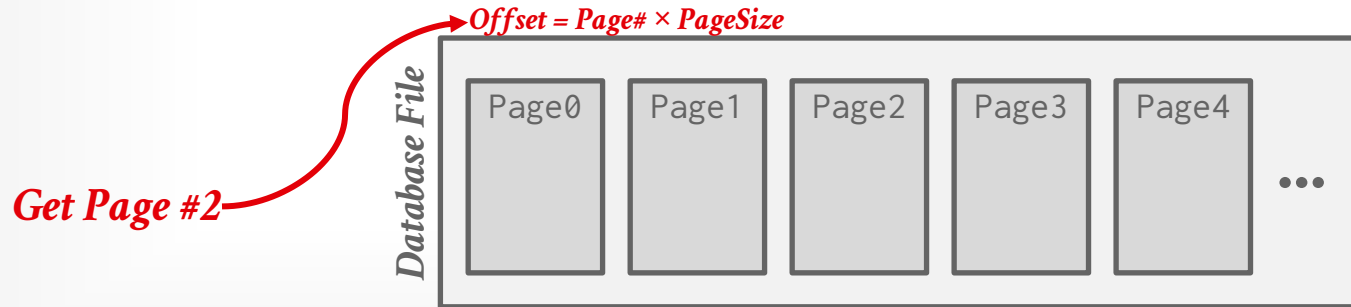 Offset = Page# × PageSize
Database File
Page0 Page1 Page2 Page3 Page4
Get Page #2
•••